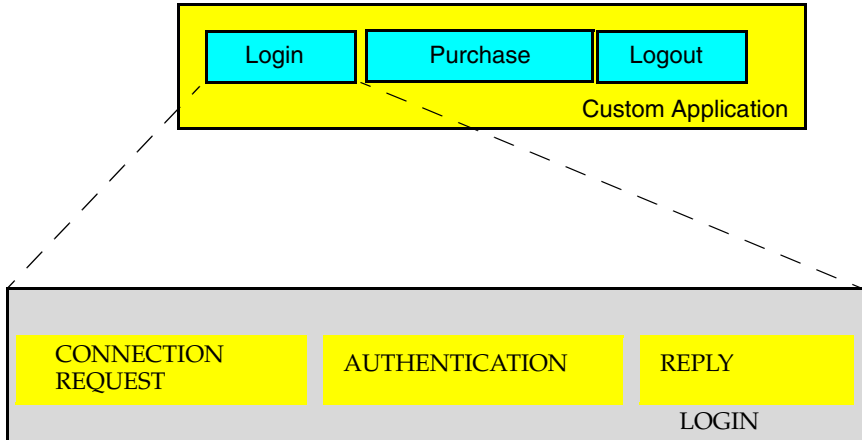 Login
Purchase
Logout
Custom Application
CONNECTION
REQUEST
AUTHENTICATION
REPLY
LOGIN